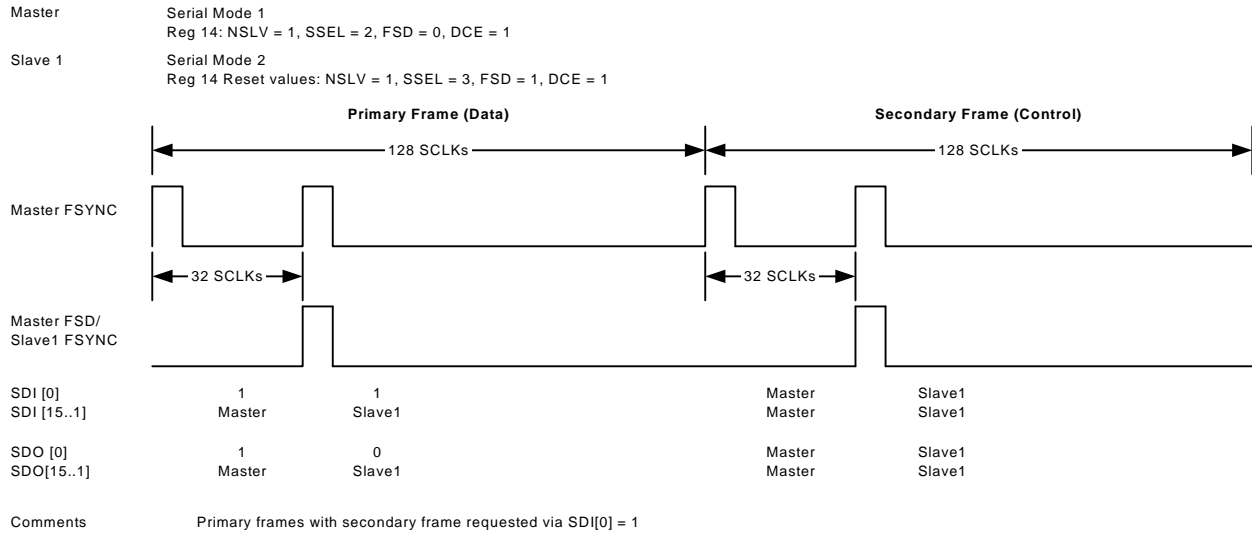 Master Serial Mode 1
Reg 14: NSLV = 1, SSEL = 2, FSD = 0, DCE = 1
Slave 1 Serial Mode 2
Reg 14 Reset values: NSLV = 1, SSEL = 3, FSD = 1, DCE = 1
Primary Frame (Data) Secondary Frame (Control)
128 SCLKs 128 SCLKs
Master FSYNC
32 SCLKs 32 SCLKs
Master FSD/
Slave1 FSYNC
SDI [0] 1 1 Master Slave1
SDI [15..1] Master Slave1 Master Slave1
SDO [0] 1 0 Master Slave1
SDO[15..1] Master Slave1 Master Slave1
Comments Primary frames with secondary frame requested via SDI[0] = 1